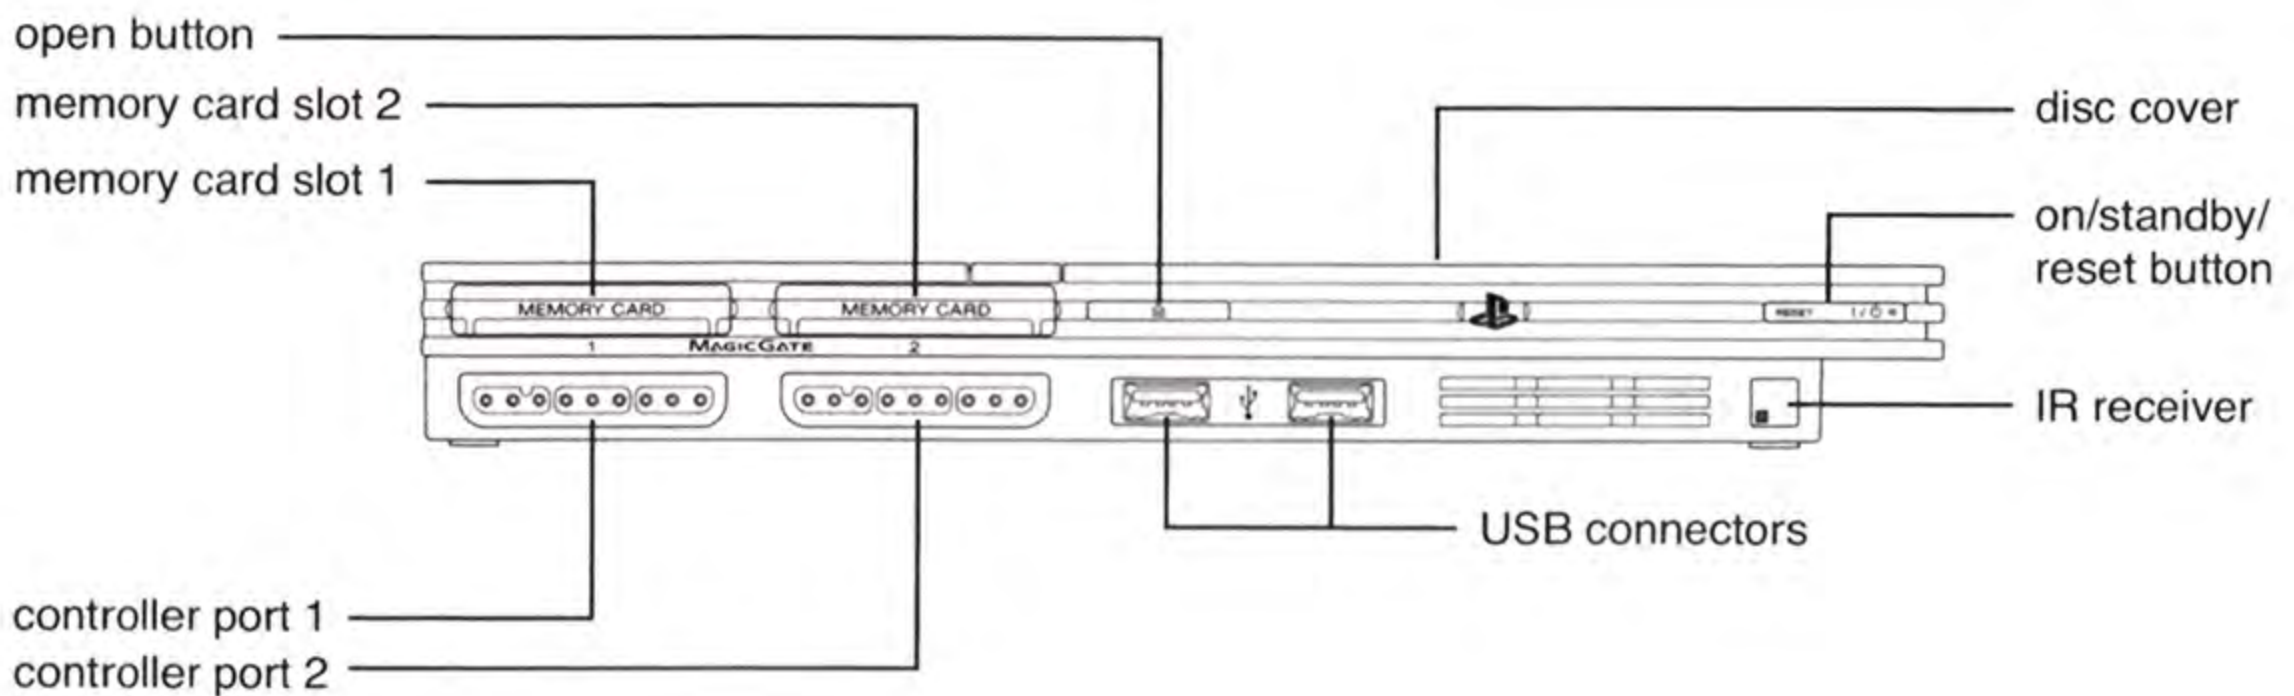 open button
memory card slot 2
memory card slot 1
disc cover
on/standby/
reset button
MEMORY CARD
MEMORY CARD
RESET
1 MAGICGATE 2
IR receiver
USB connectors
controller port 1
controller port 2